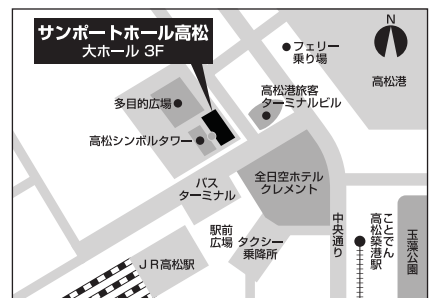 サンポートホール高松
大ホール 3F
N
フェリー
乗り場
高松港
高松港旅客
ターミナルビル
多目的広場
高松シンボルタワー
バス
ターミナル
全日空ホテル
クレメント
駅前
広場
タクシー
乗降所
中央通り
ことでん
高松築港駅
玉藻公園
JR高松駅